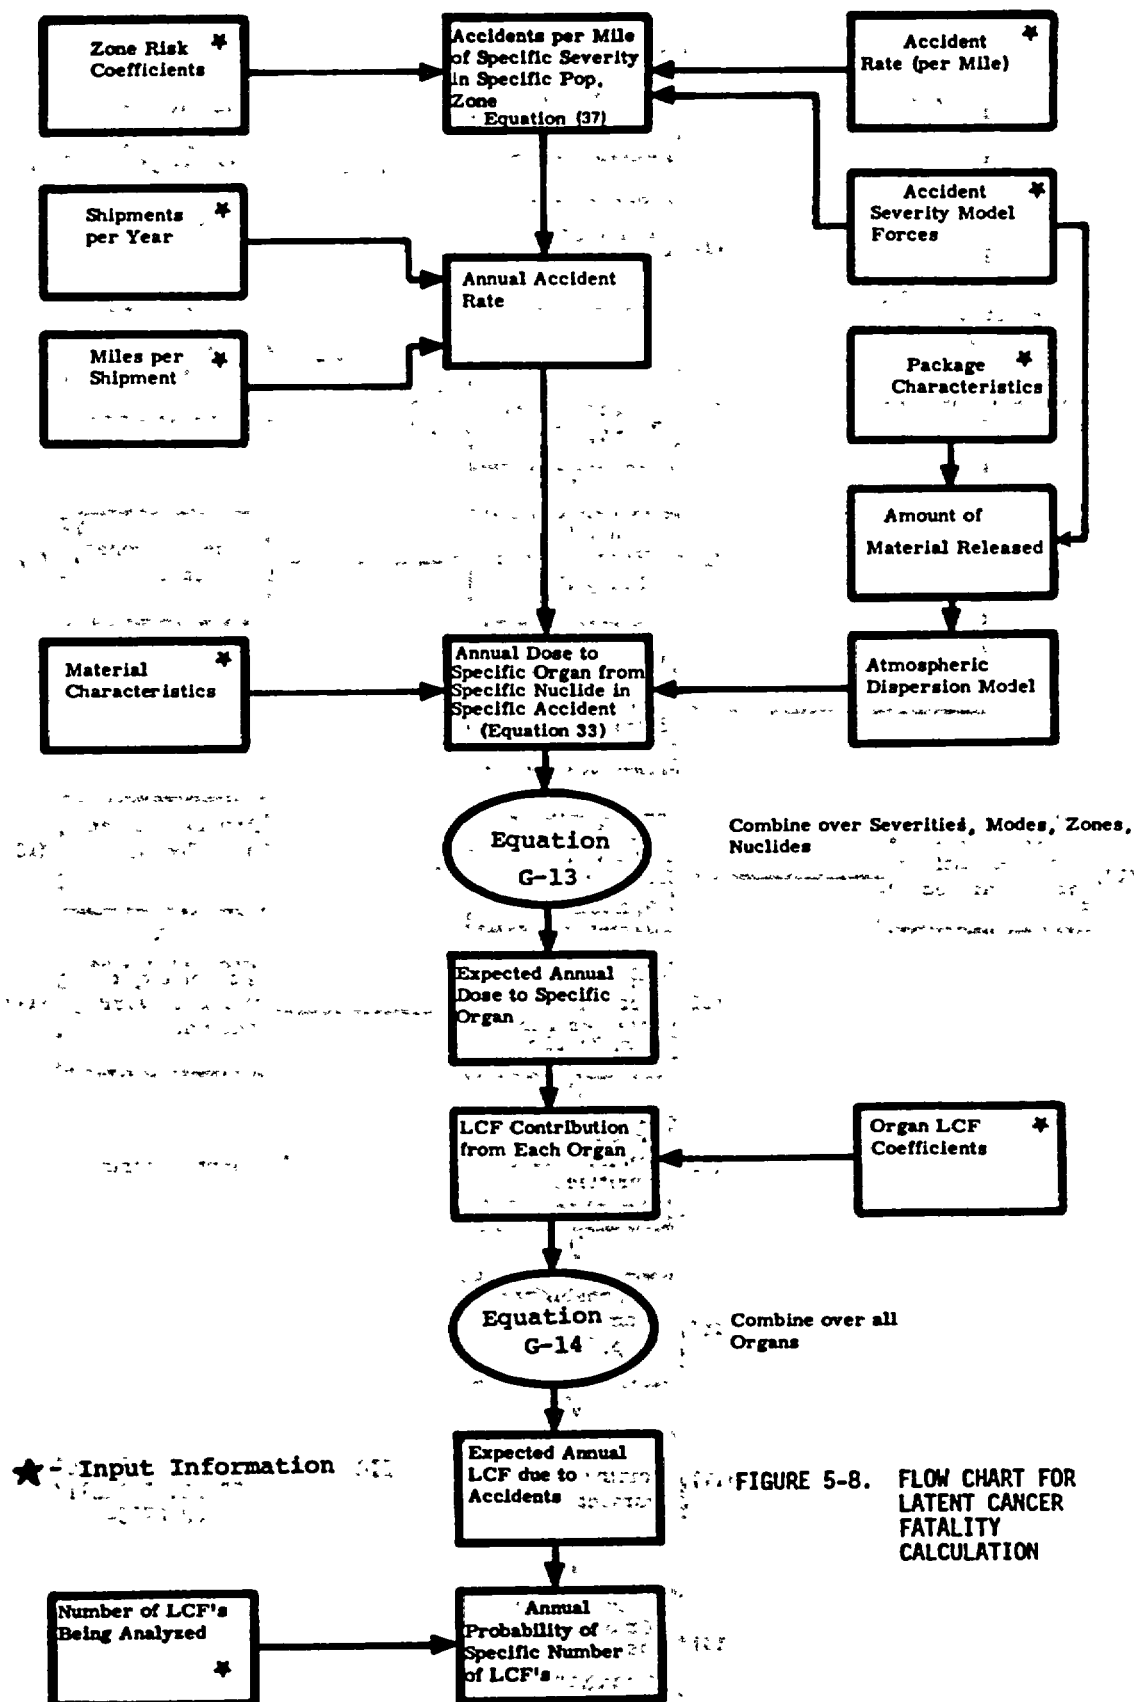 Zone Risk ★
Coefficients
Accidents per Mile
of Specific Severity
in Specific Pop.
Zone
Equation (37)
Accident ★
Rate (per Mile)
Shipments ★
per Year
Accident ★
Severity Model
Forces
Annual Accident
Rate
Miles per
Shipment ★
Package ★
Characteristics
Amount of
Material Released
Material ★
Characteristics
Annual Dose to
Specific Organ from
Specific Nuclide in
Specific Accident
(Equation 33)
Atmospheric
Dispersion Model
Equation
G-13
Combine over Severities, Modes, Zones,
Nuclides
Expected Annual
Dose to Specific
Organ
LCF Contribution
from Each Organ
Organ LCF ★
Coefficients
Equation
G-14
Combine over all
Organs
★ - Input Information
Expected Annual
LCF due to
Accidents
FIGURE 5-8. FLOW CHART FOR
LATENT CANCER
FATALITY
CALCULATION
Number of LCF's
Being Analyzed
★
Annual
Probability of
Specific Number
of LCF's